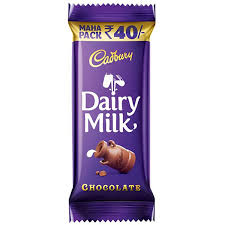 MAHA
PACK ₹40/-
Cadbury
Dairy
Milk
CHOCOLATE